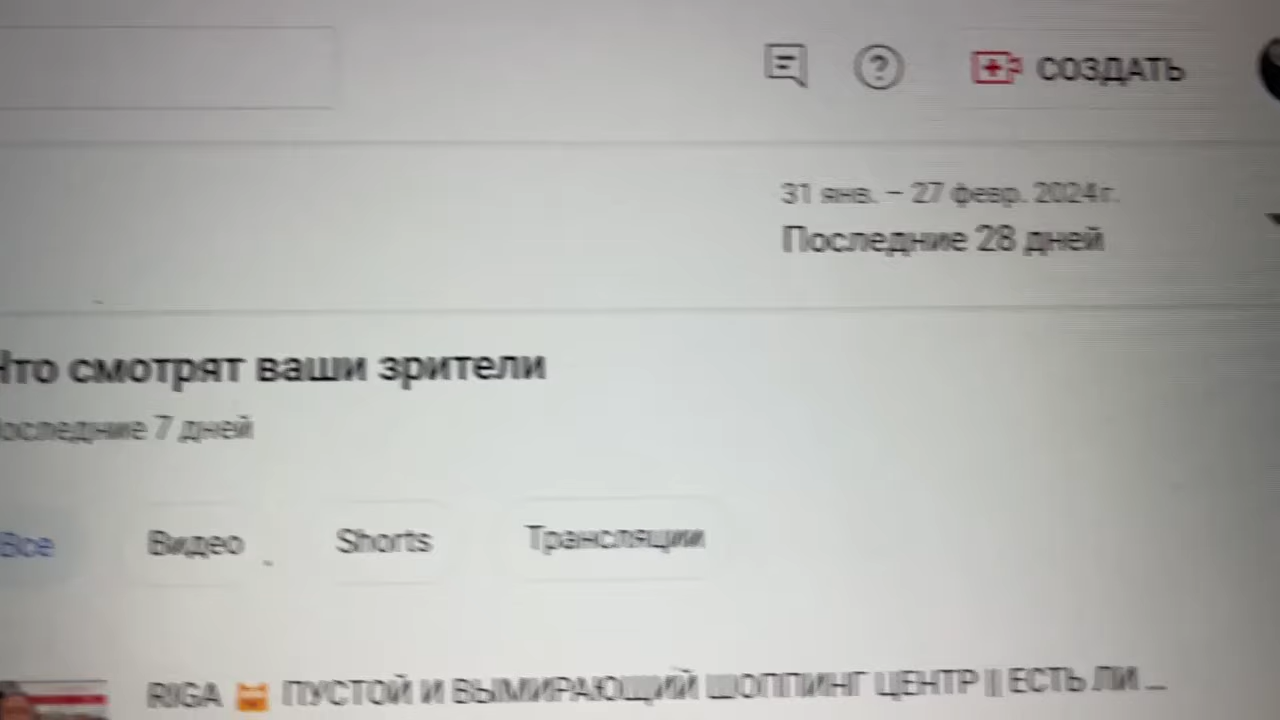 СОЗДАТЬ
31 янв. – 27 февр. 2024 г.
Последние 28 дней
Что смотрят ваши зрители
Последние 7 дней
Все Видео Shorts Трансляции
RIGA 🐱 ПУСТОЙ И ВЫМИРАЮЩИЙ ШОППИНГ ЦЕНТР || ЕСТЬ ЛИ ...